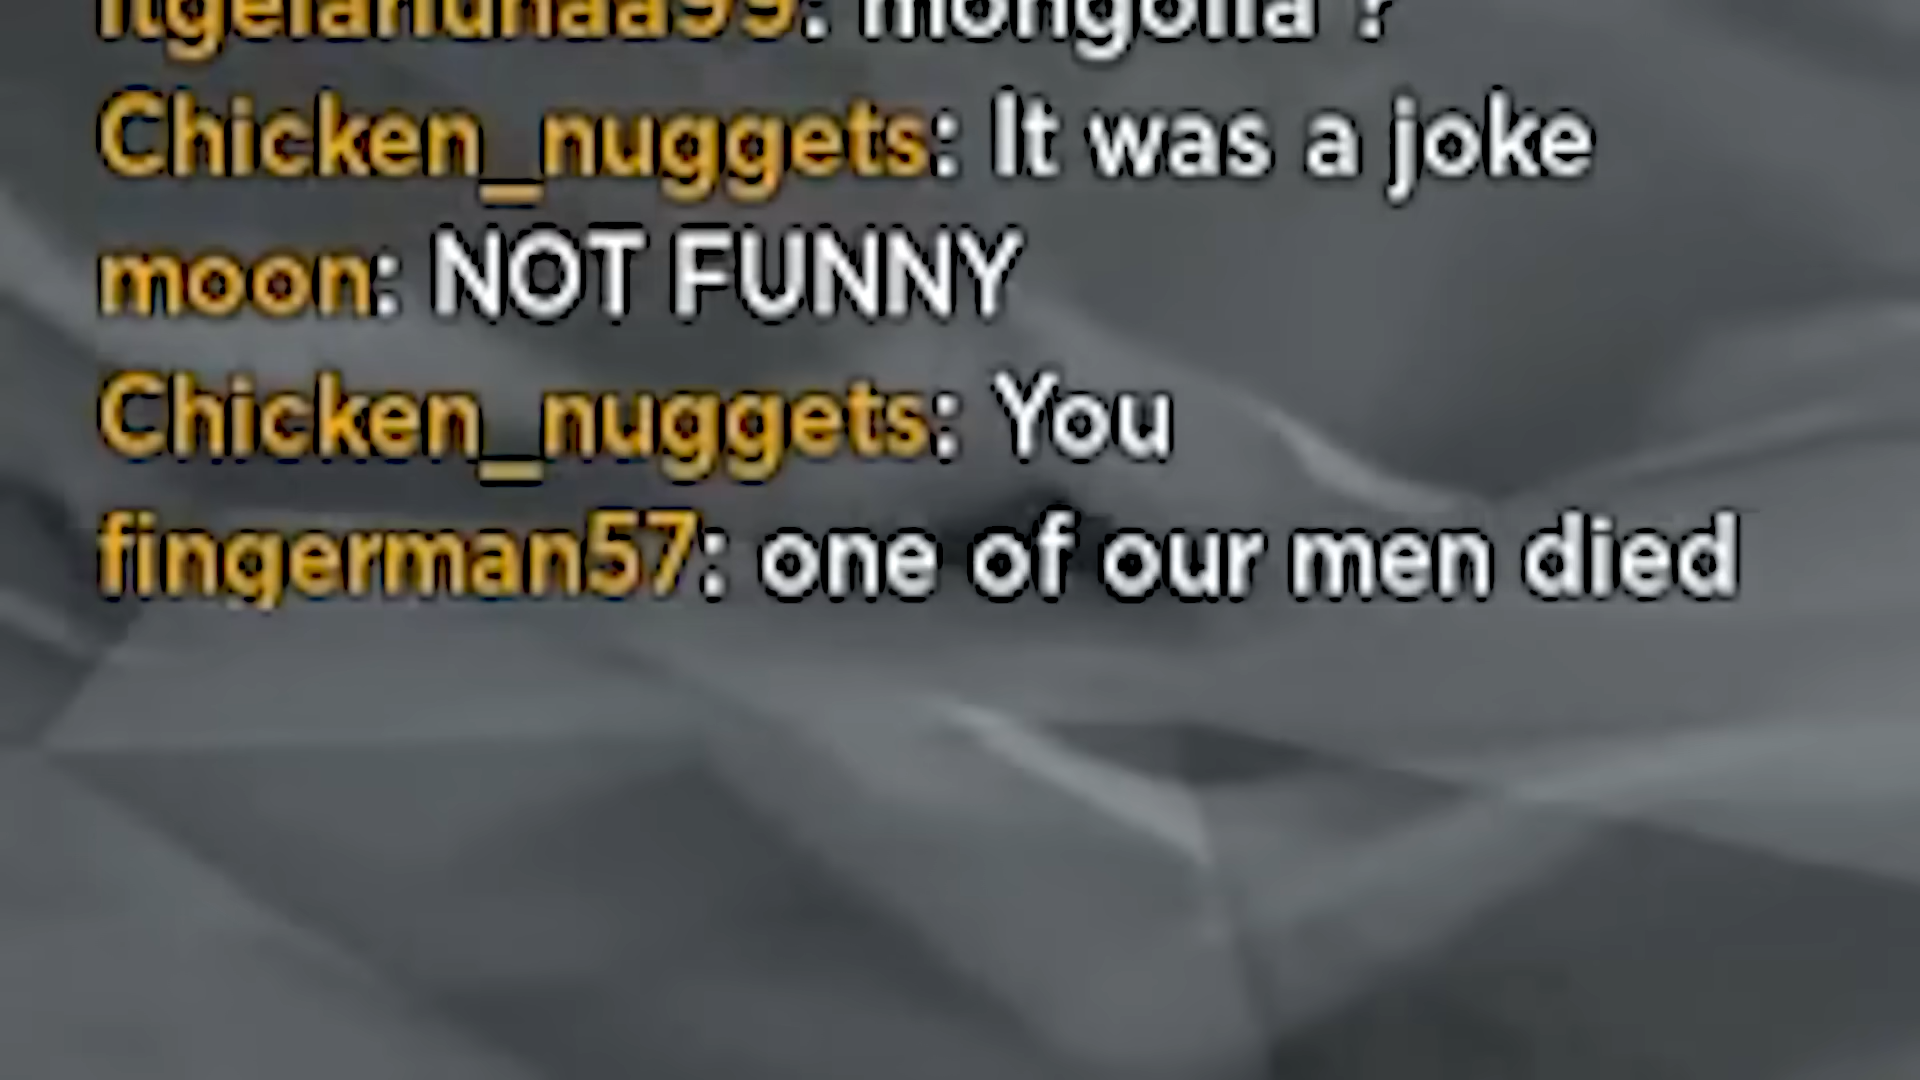 : mongolia ?
Chicken_nuggets: It was a joke
moon: NOT FUNNY
Chicken_nuggets: You
fingerman57: one of our men died